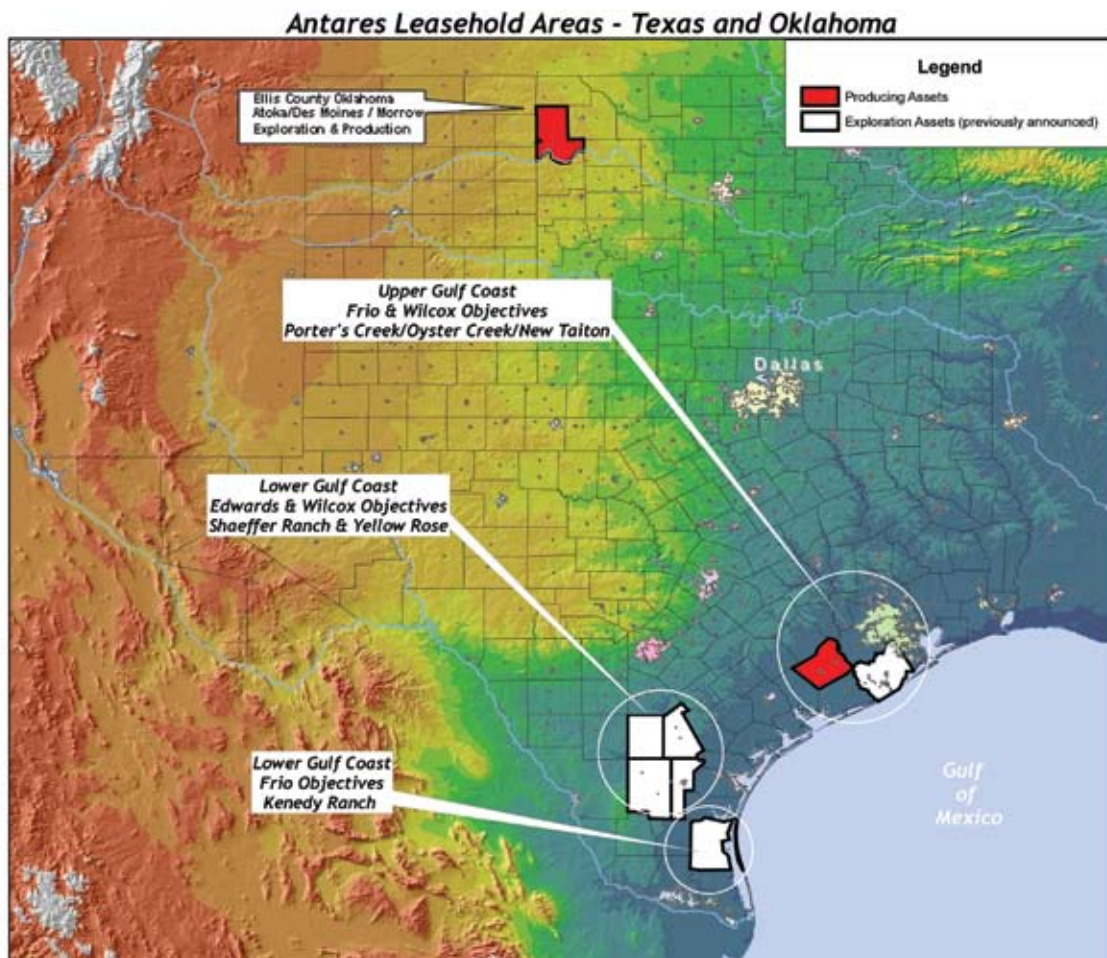 Antares Leasehold Areas - Texas and Oklahoma
Legend
Producing Assets
Exploration Assets (previously announced)
Ellis County Oklahoma
Atoka/Des Moines / Morrow
Exploration & Production
Upper Gulf Coast
Frio & Wilcox Objectives
Porter's Creek/Oyster Creek/New Taiton
Dallas
Lower Gulf Coast
Edwards & Wilcox Objectives
Shaeffer Ranch & Yellow Rose
Lower Gulf Coast
Frio Objectives
Kenedy Ranch
Gulf
of
Mexico